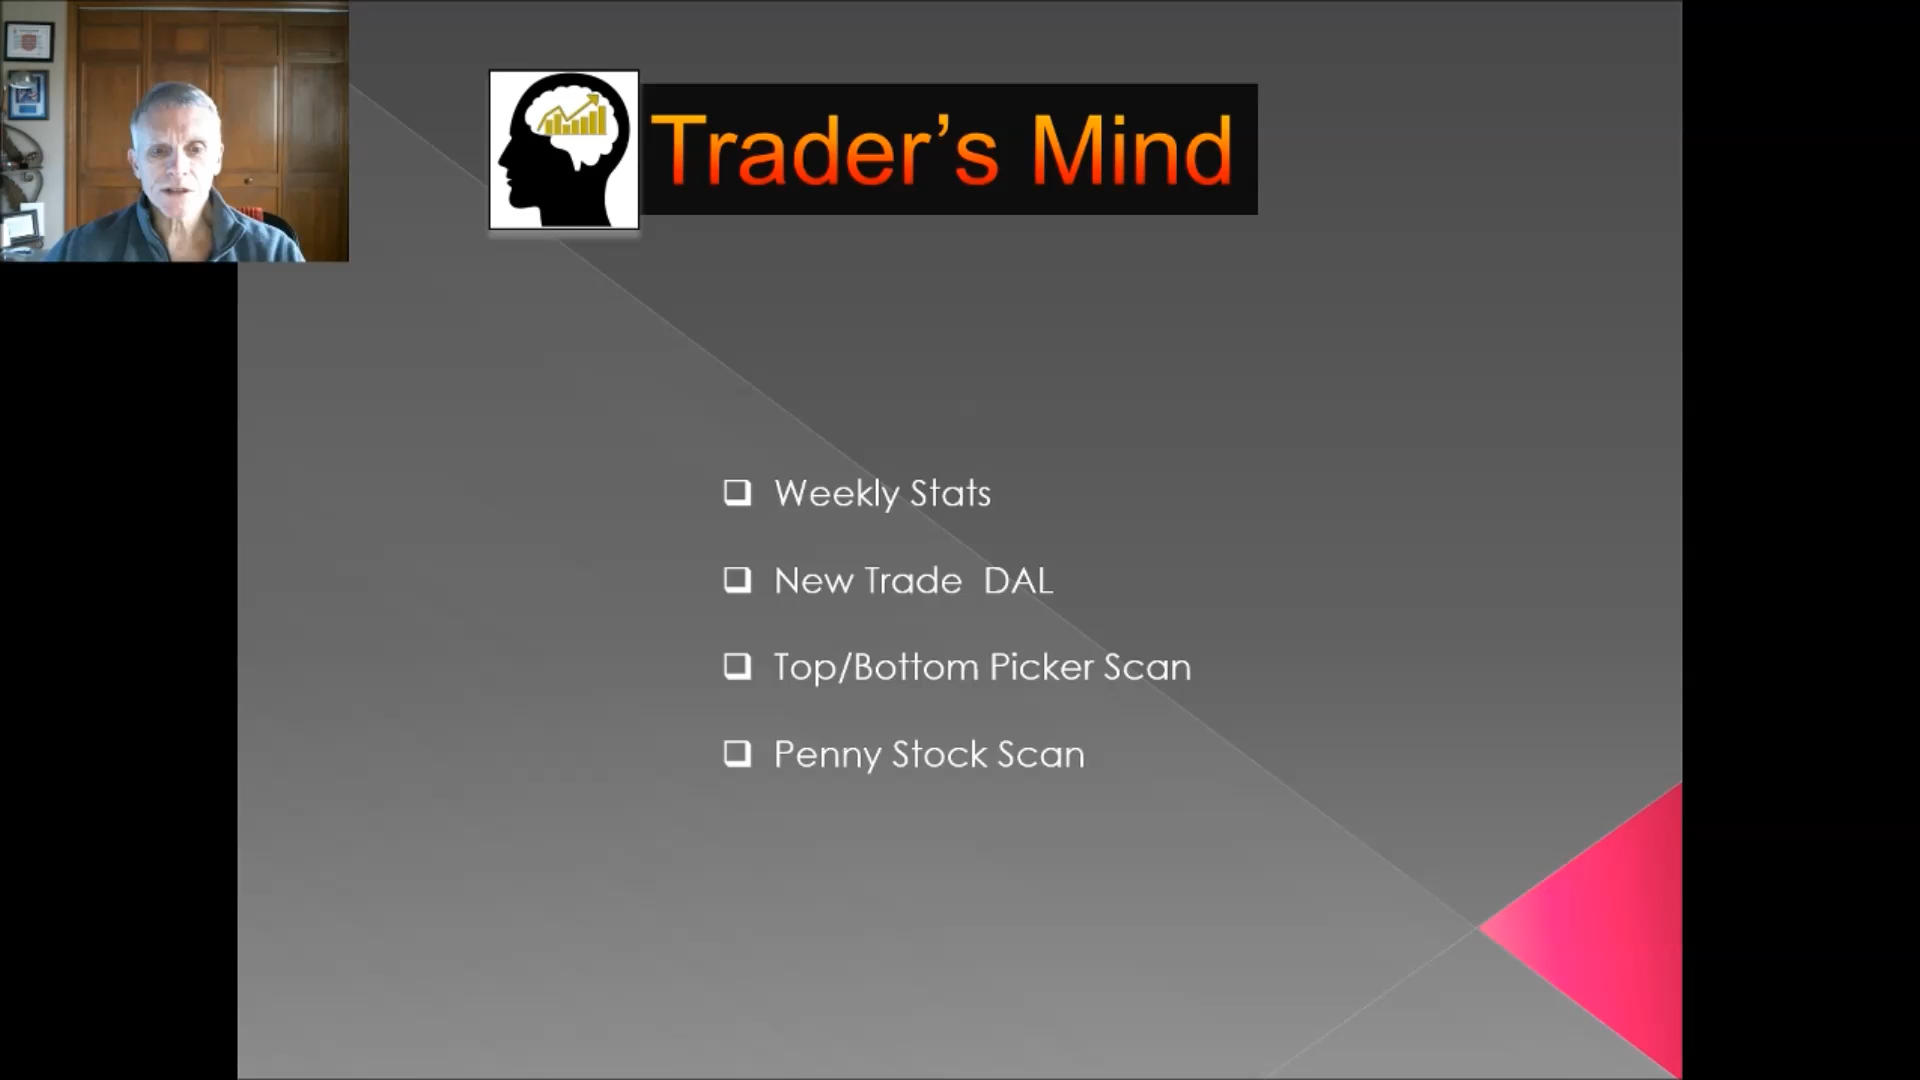 Trader’s Mind
Weekly Stats
New Trade  DAL
Top/Bottom Picker Scan
Penny Stock Scan